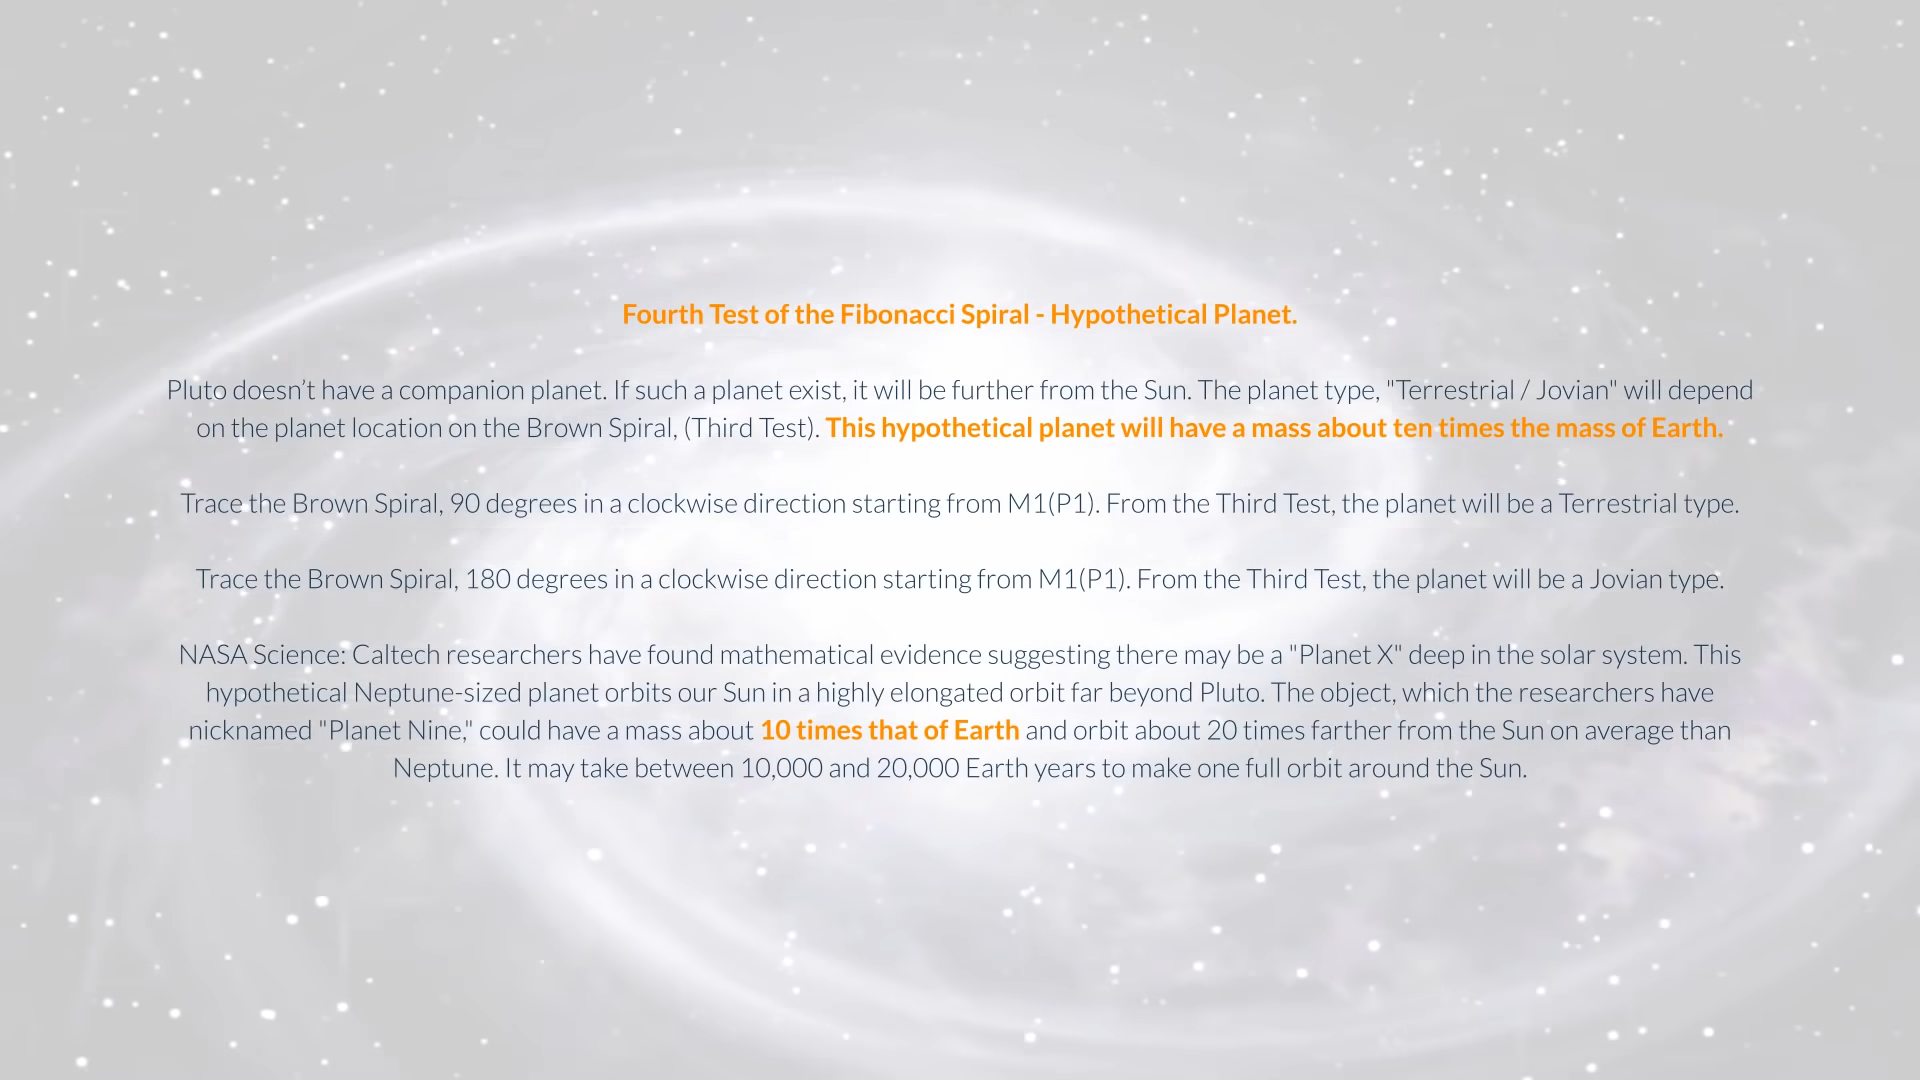 Fourth Test of the Fibonacci Spiral - Hypothetical Planet.
Pluto doesn’t have a companion planet. If such a planet exist, it will be further from the Sun. The planet type, "Terrestrial / Jovian" will depend
on the planet location on the Brown Spiral, (Third Test). This hypothetical planet will have a mass about ten times the mass of Earth.
Trace the Brown Spiral, 90 degrees in a clockwise direction starting from M1(P1). From the Third Test, the planet will be a Terrestrial type.
Trace the Brown Spiral, 180 degrees in a clockwise direction starting from M1(P1). From the Third Test, the planet will be a Jovian type.
NASA Science: Caltech researchers have found mathematical evidence suggesting there may be a "Planet X" deep in the solar system. This
hypothetical Neptune-sized planet orbits our Sun in a highly elongated orbit far beyond Pluto. The object, which the researchers have
nicknamed "Planet Nine," could have a mass about 10 times that of Earth and orbit about 20 times farther from the Sun on average than
Neptune. It may take between 10,000 and 20,000 Earth years to make one full orbit around the Sun.